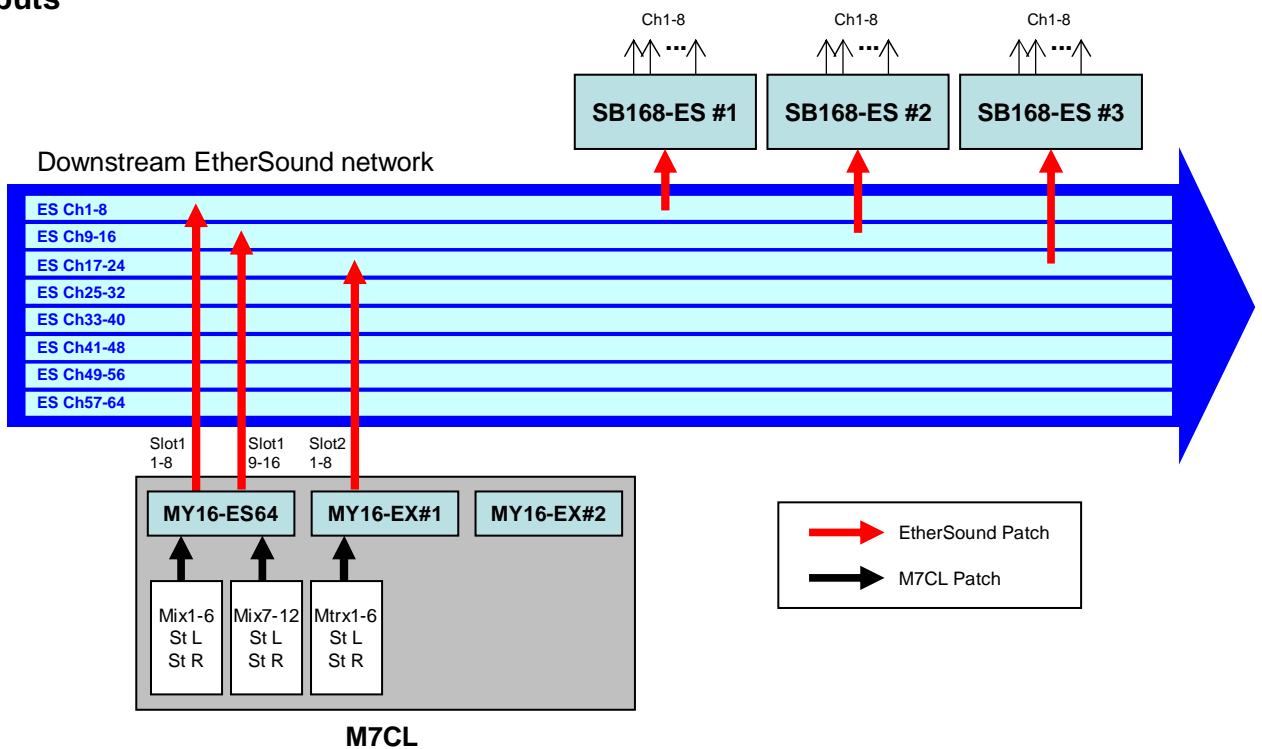 puts
Ch1-8
Ch1-8
Ch1-8
...
...
...
SB168-ES #1
SB168-ES #2
SB168-ES #3
Downstream EtherSound network
ES Ch1-8
ES Ch9-16
ES Ch17-24
ES Ch25-32
ES Ch33-40
ES Ch41-48
ES Ch49-56
ES Ch57-64
Slot1
1-8
Slot1
9-16
Slot2
1-8
MY16-ES64
MY16-EX#1
MY16-EX#2
Mix1-6
St L
St R
Mix7-12
St L
St R
Mtrx1-6
St L
St R
M7CL
EtherSound Patch
M7CL Patch